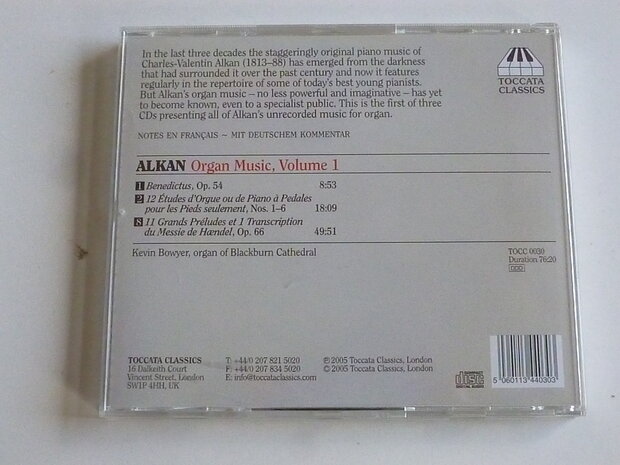 In the last three decades the staggeringly original piano music of
Charles-Valentin Alkan (1813–88) has emerged from the darkness
that had surrounded it over the past century and now it features
regularly in the repertoire of some of today's best young pianists.
But Alkan's organ music – no less powerful and imaginative – has yet
to become known, even to a specialist public. This is the first of three
CDs presenting all of Alkan's unrecorded music for organ.
NOTES EN FRANÇAIS ~ MIT DEUTSCHEM KOMMENTAR
TOCCATA
CLASSICS
ALKAN Organ Music, Volume 1
1 Benedictus, Op. 54 8:53
2 12 Études d'Orgue ou de Piano à Pédales
pour les Pieds seulement, Nos. 1–6 18:09
8 11 Grands Préludes et 1 Transcription
du Messie de Hændel, Op. 66 49:51
Kevin Bowyer, organ of Blackburn Cathedral
TOCC 0030
Duration 76:20
DDD
TOCCATA CLASSICS
16 Dalkeith Court
Vincent Street, London
SW1P 4HH, UK
T: +44/0 207 821 5020
F: +44/0 207 834 5020
E: info@toccataclassics.com
℗ 2005 Toccata Classics, London
© 2005 Toccata Classics, London
COMPACT
disc
DIGITAL AUDIO
5 060113 440303